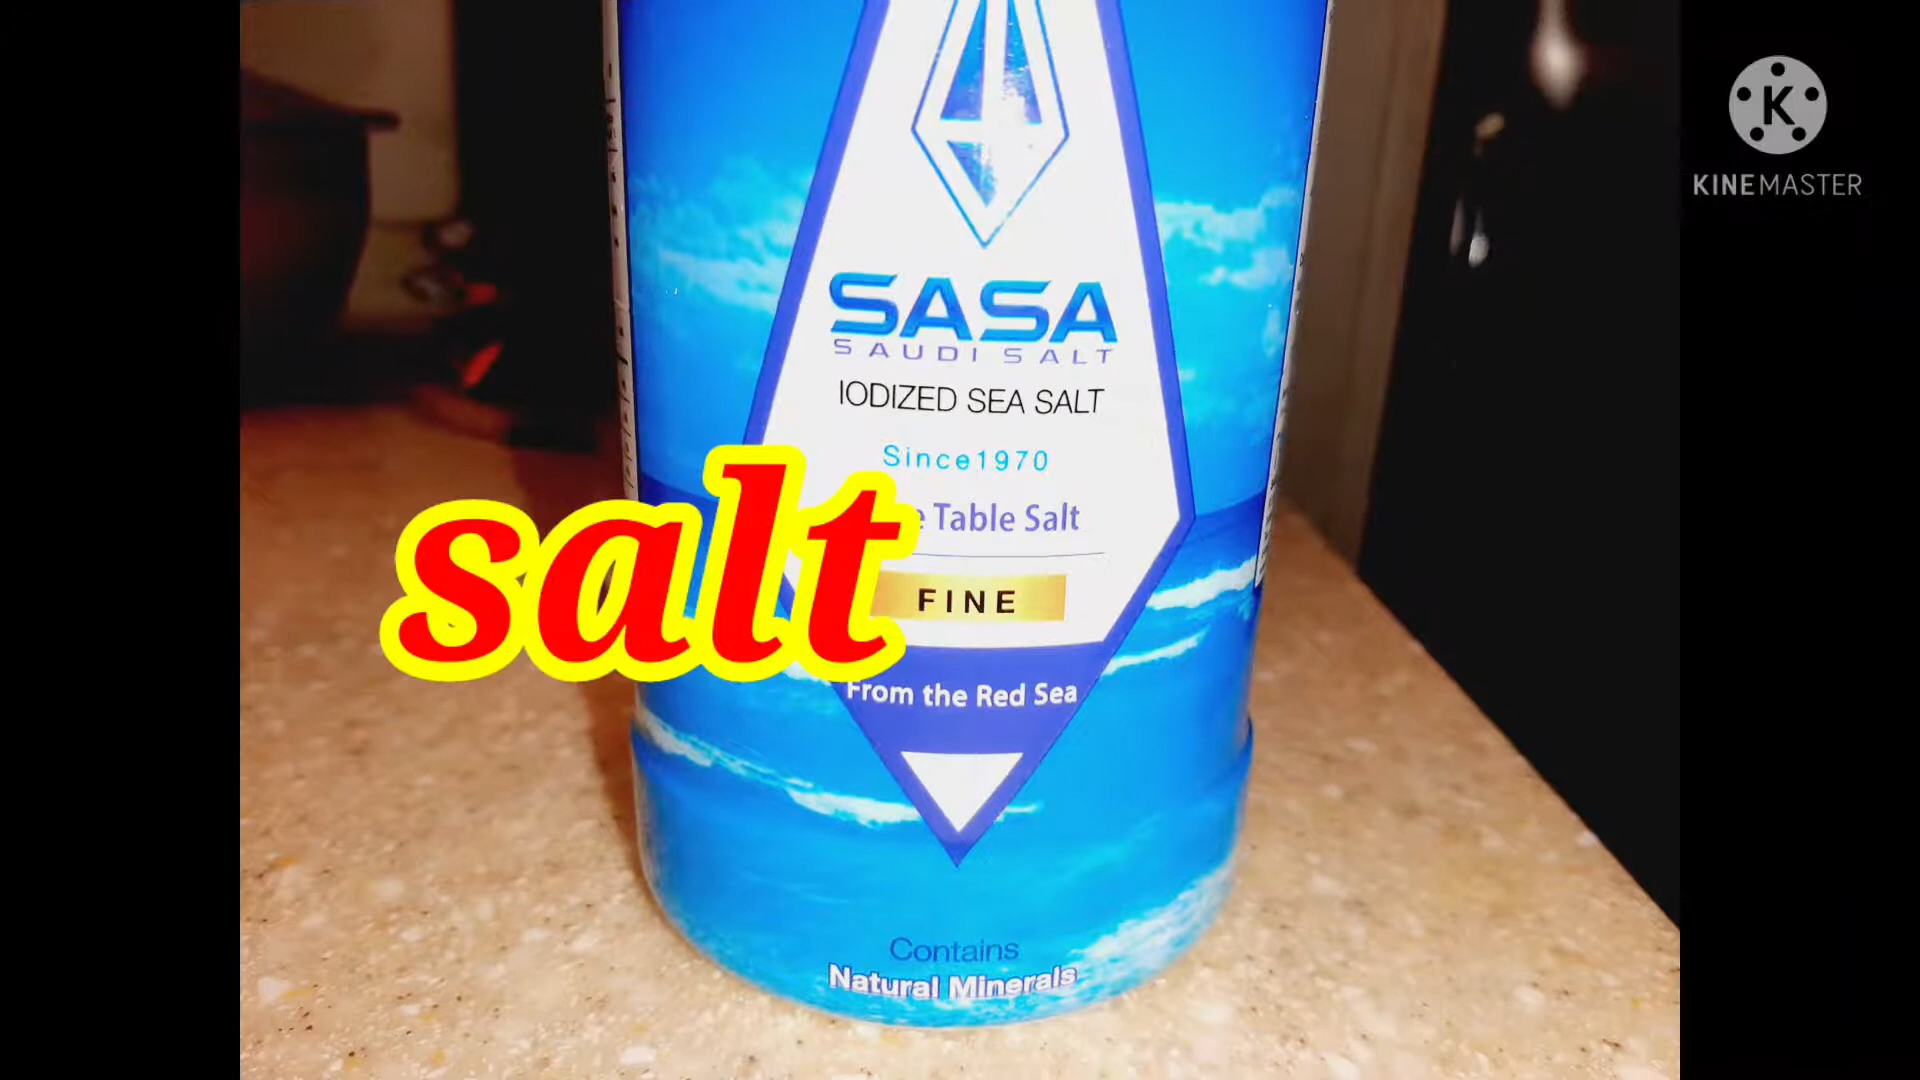 K
KINEMASTER
SASA
SAUDI SALT
IODIZED SEA SALT
Since1970
Table Salt
salt
FINE
From the Red Sea
Contains
Natural Minerals